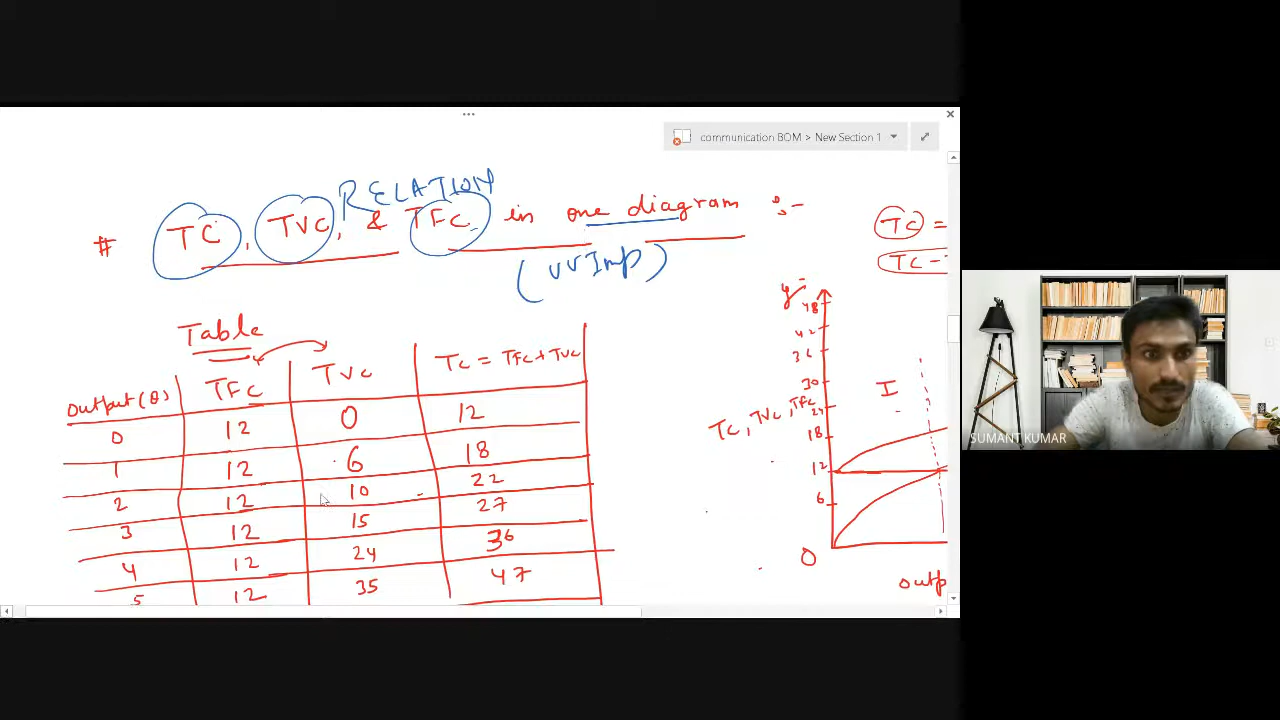 communication BOM > New Section 1
RELATION
# TC, TVC, & TFC in one diagram :-
(VVImp)
Table
Output (Q) TFC TVC TC = TFC + TVC
0 12 0 12
1 12 6 18
2 12 10 22
3 12 15 27
4 12 24 36
5 12 35 47
TC =
TC -
y
48
42
36
30
24
18
12
6
O
TC, TVC, TFC
I
outp
SUMANT KUMAR